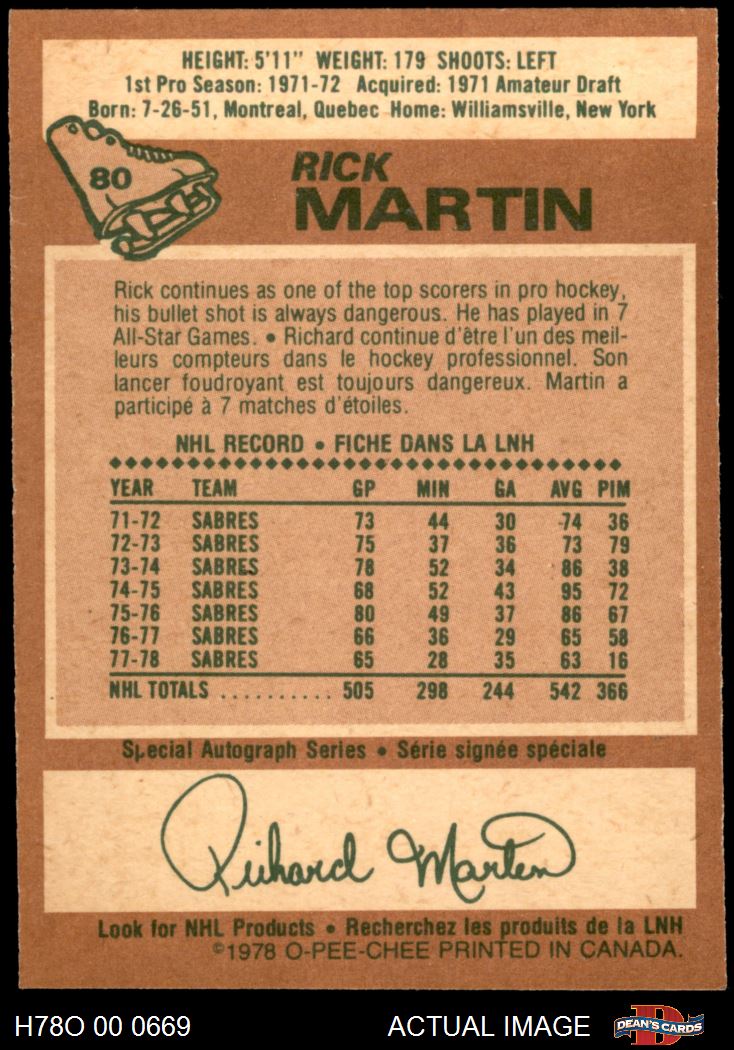 HEIGHT: 5'11" WEIGHT: 179 SHOOTS: LEFT
1st Pro Season: 1971-72 Acquired: 1971 Amateur Draft
Born: 7-26-51, Montreal, Quebec Home: Williamsville, New York
80
RICK
MARTIN
Rick continues as one of the top scorers in pro hockey,
his bullet shot is always dangerous. He has played in 7
All-Star Games. • Richard continue d'être l'un des meil-
leurs compteurs dans le hockey professionnel. Son
lancer foudroyant est toujours dangereux. Martin a
participé à 7 matches d'étoiles.
NHL RECORD • FICHE DANS LA LNH
YEAR TEAM GP MIN GA AVG PIM
71-72 SABRES 73 44 30 74 36
72-73 SABRES 75 37 36 73 79
73-74 SABRES 78 52 34 86 38
74-75 SABRES 68 52 43 95 72
75-76 SABRES 80 49 37 86 67
76-77 SABRES 66 36 29 65 58
77-78 SABRES 65 28 35 63 16
NHL TOTALS .......... 505 298 244 542 366
Special Autograph Series • Série signée spéciale
Richard Martin
Look for NHL Products • Recherchez les produits de la LNH
©1978 O-PEE-CHEE PRINTED IN CANADA.
H78O 00 0669 ACTUAL IMAGE DEAN'S CARDS